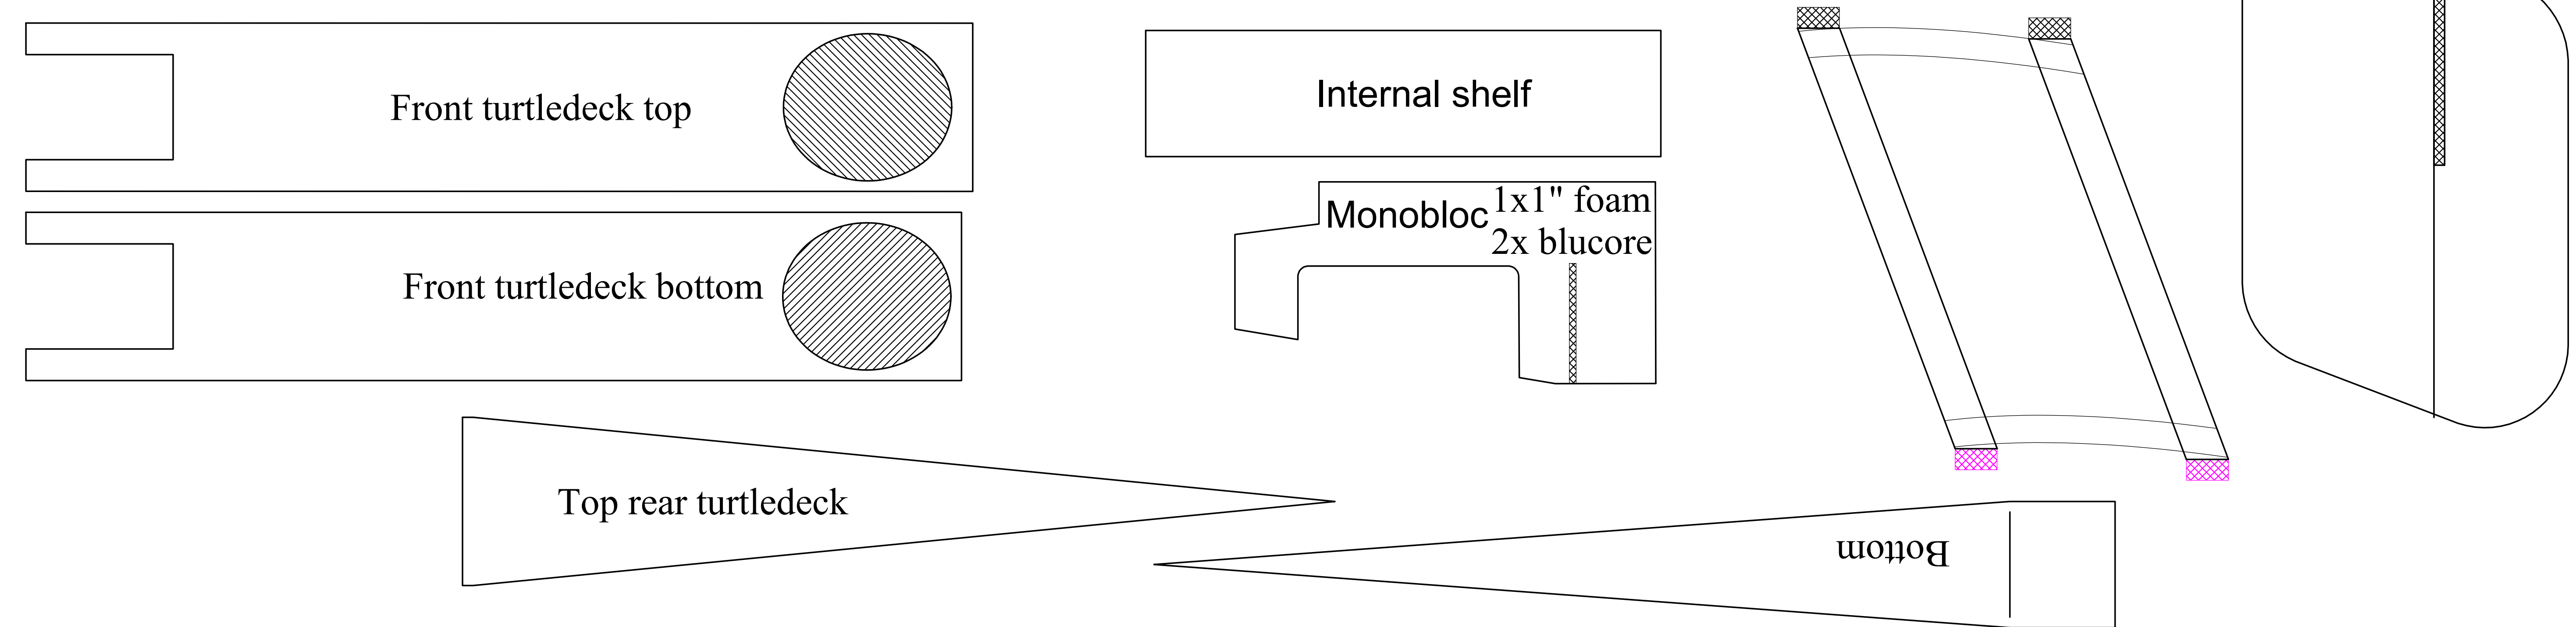 Front turtledeck top
Internal shelf
Monobloc
1x1" foam
2x blucore
Front turtledeck bottom
Top rear turtledeck
Bottom